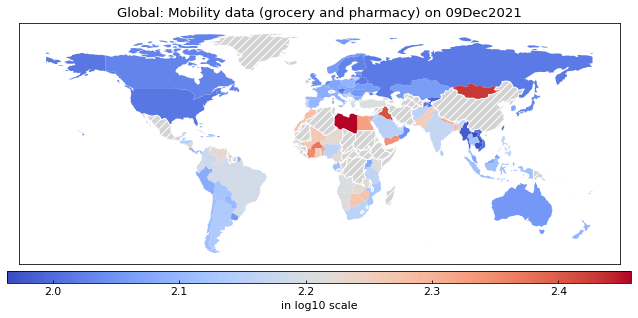 Global: Mobility data (grocery and pharmacy) on 09Dec2021
2.0 2.1 2.2 2.3 2.4
in log10 scale